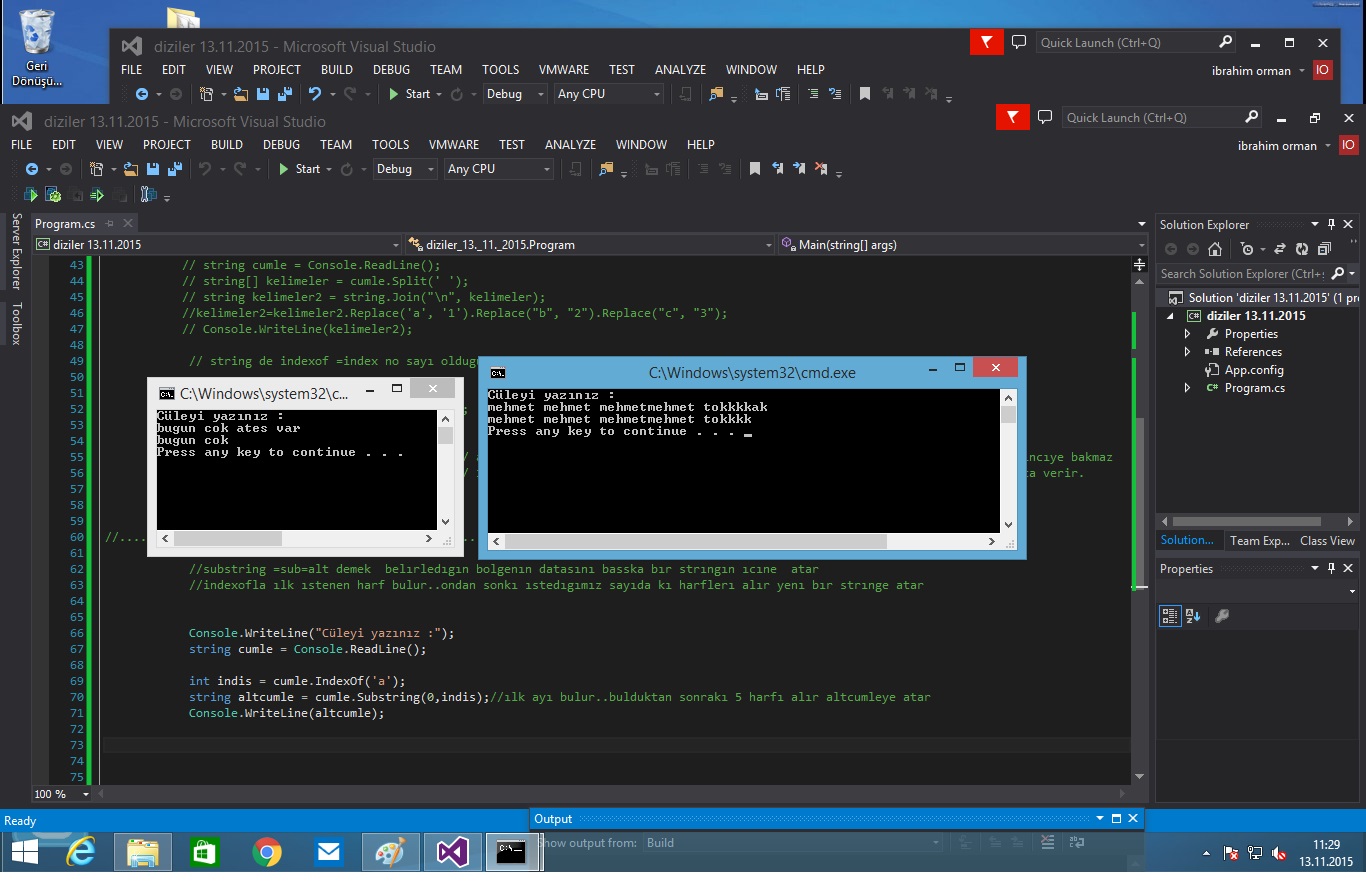 Geri
Dönüşü...
diziler 13.11.2015 - Microsoft Visual Studio
Quick Launch (Ctrl+Q)
FILE EDIT VIEW PROJECT BUILD DEBUG TEAM TOOLS VMWARE TEST ANALYZE WINDOW HELP
ibrahim orman IO
Start Debug Any CPU
diziler 13.11.2015 - Microsoft Visual Studio
Quick Launch (Ctrl+Q)
FILE EDIT VIEW PROJECT BUILD DEBUG TEAM TOOLS VMWARE TEST ANALYZE WINDOW HELP
ibrahim orman IO
Start Debug Any CPU
Server Explorer
Toolbox
Program.cs
C# diziler 13.11.2015
diziler_13._11._2015.Program
Main(string[] args)
43 // string cumle = Console.ReadLine();
44 // string[] kelimeler = cumle.Split(' ');
45 // string kelimeler2 = string.Join("\n", kelimeler);
46 //kelimeler2=kelimeler2.Replace('a', '1').Replace("b", "2").Replace("c", "3");
47 // Console.WriteLine(kelimeler2);
48
49 // string de indexof =index no sayı
50
51
52
53
54
55 bakmaz
56 verir.
57
58
59
60 //....
61
62 //substring =sub=alt demek belırledıgın bolgenın datasını basska bır strıngın ıcıne atar
63 //indexofla ılk ıstenen harf bulur..ondan sonkı ıstedıgımız sayıda kı harflerı alır yenı bır strınge atar
64
65
66 Console.WriteLine("Cüleyi yazınız :");
67 string cumle = Console.ReadLine();
68
69 int indis = cumle.IndexOf('a');
70 string altcumle = cumle.Substring(0,indis);//ılk ayı bulur..bulduktan sonrakı 5 harfı alır altcumleye atar
71 Console.WriteLine(altcumle);
72
73
74
75
100 %
C:\Windows\system32\c...
Cüleyi yazınız :
bugun cok ates var
bugun cok
Press any key to continue . . .
C:\Windows\system32\cmd.exe
Cüleyi yazınız :
mehmet mehmet mehmetmehmet tokkkkak
mehmet mehmet mehmetmehmet tokkkk
Press any key to continue . . . _
Solution Explorer
Search Solution Explorer (Ctrl+;
Solution 'diziler 13.11.2015' (1 pr
C# diziler 13.11.2015
Properties
References
App.config
C# Program.cs
Solution... Team Exp... Class View
Properties
Ready
Output
how output from: Build
11:29
13.11.2015